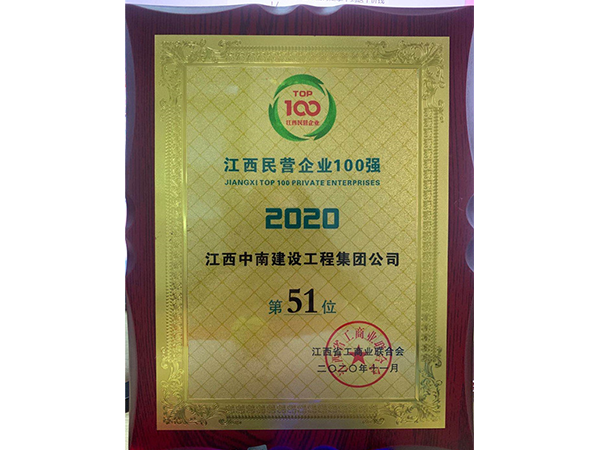 TOP
100
江西民营企业
江西民营企业100强
JIANGXI TOP 100 PRIVATE ENTERPRISES
2020
江西中南建设工程集团公司
第51位
江西省工商业联合会
二〇二〇年十一月